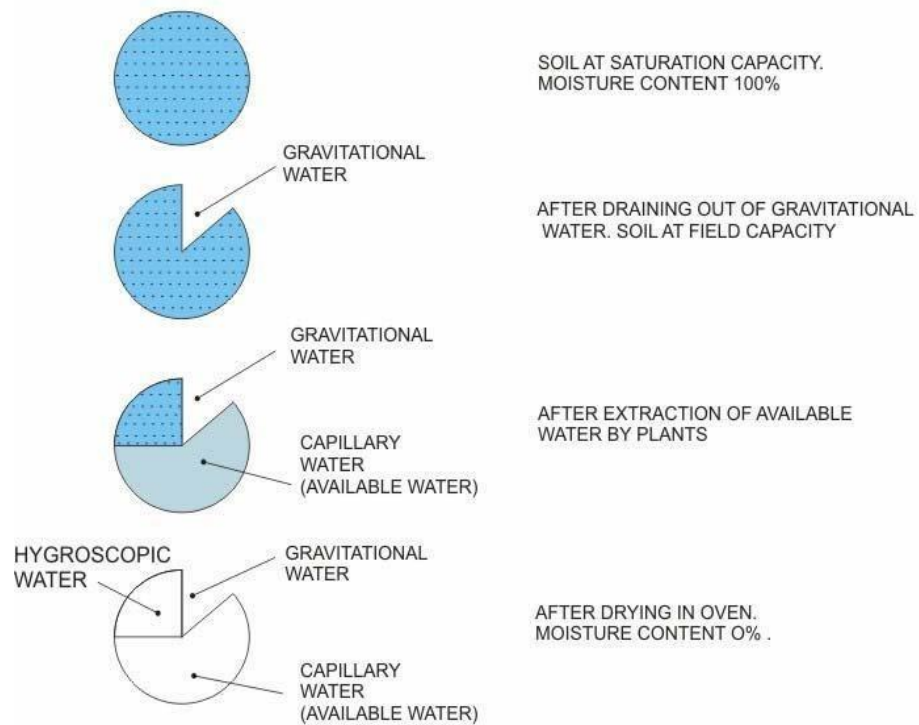 SOIL AT SATURATION CAPACITY.
MOISTURE CONTENT 100%
GRAVITATIONAL
WATER
AFTER DRAINING OUT OF GRAVITATIONAL
WATER. SOIL AT FIELD CAPACITY
GRAVITATIONAL
WATER
CAPILLARY
WATER
(AVAILABLE WATER)
AFTER EXTRACTION OF AVAILABLE
WATER BY PLANTS
HYGROSCOPIC
WATER
GRAVITATIONAL
WATER
CAPILLARY
WATER
(AVAILABLE WATER)
AFTER DRYING IN OVEN.
MOISTURE CONTENT O% .